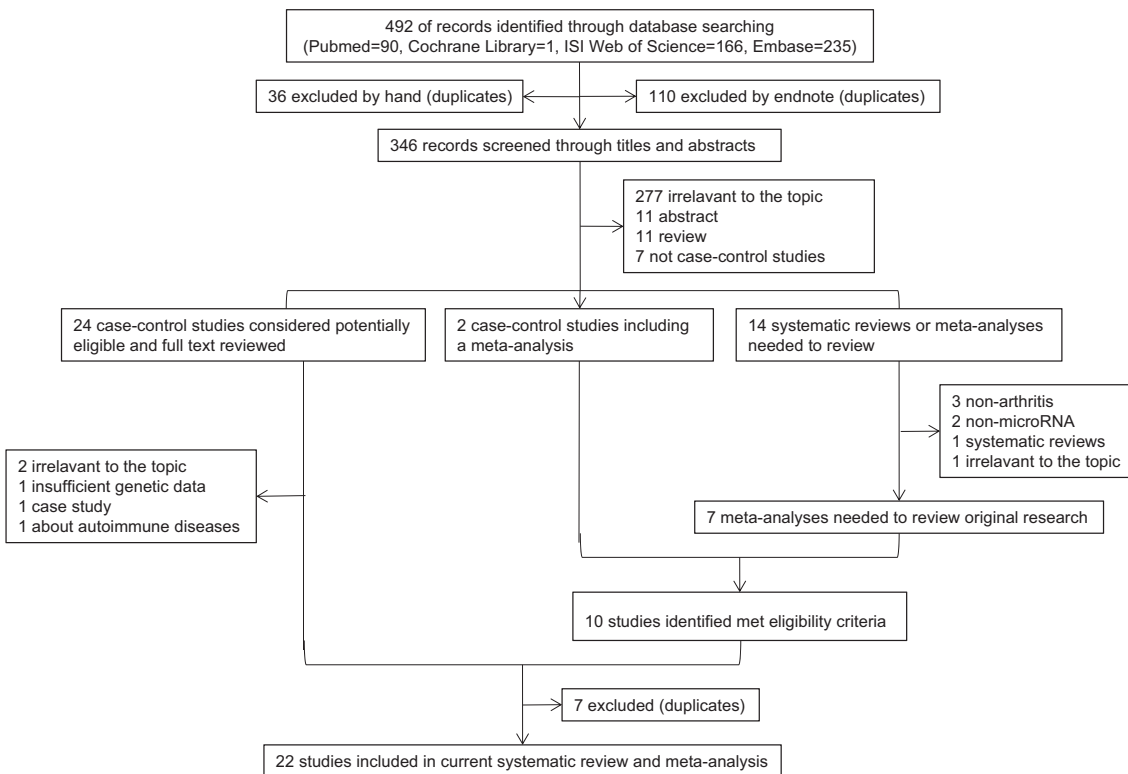 492 of records identified through database searching
(Pubmed=90, Cochrane Library=1, ISI Web of Science=166, Embase=235)
36 excluded by hand (duplicates)
110 excluded by endnote (duplicates)
346 records screened through titles and abstracts
277 irrelavant to the topic
11 abstract
11 review
7 not case-control studies
24 case-control studies considered potentially
eligible and full text reviewed
2 case-control studies including
a meta-analysis
14 systematic reviews or meta-analyses
needed to review
3 non-arthritis
2 non-microRNA
1 systematic reviews
1 irrelavant to the topic
2 irrelavant to the topic
1 insufficient genetic data
1 case study
1 about autoimmune diseases
7 meta-analyses needed to review original research
10 studies identified met eligibility criteria
7 excluded (duplicates)
22 studies included in current systematic review and meta-analysis